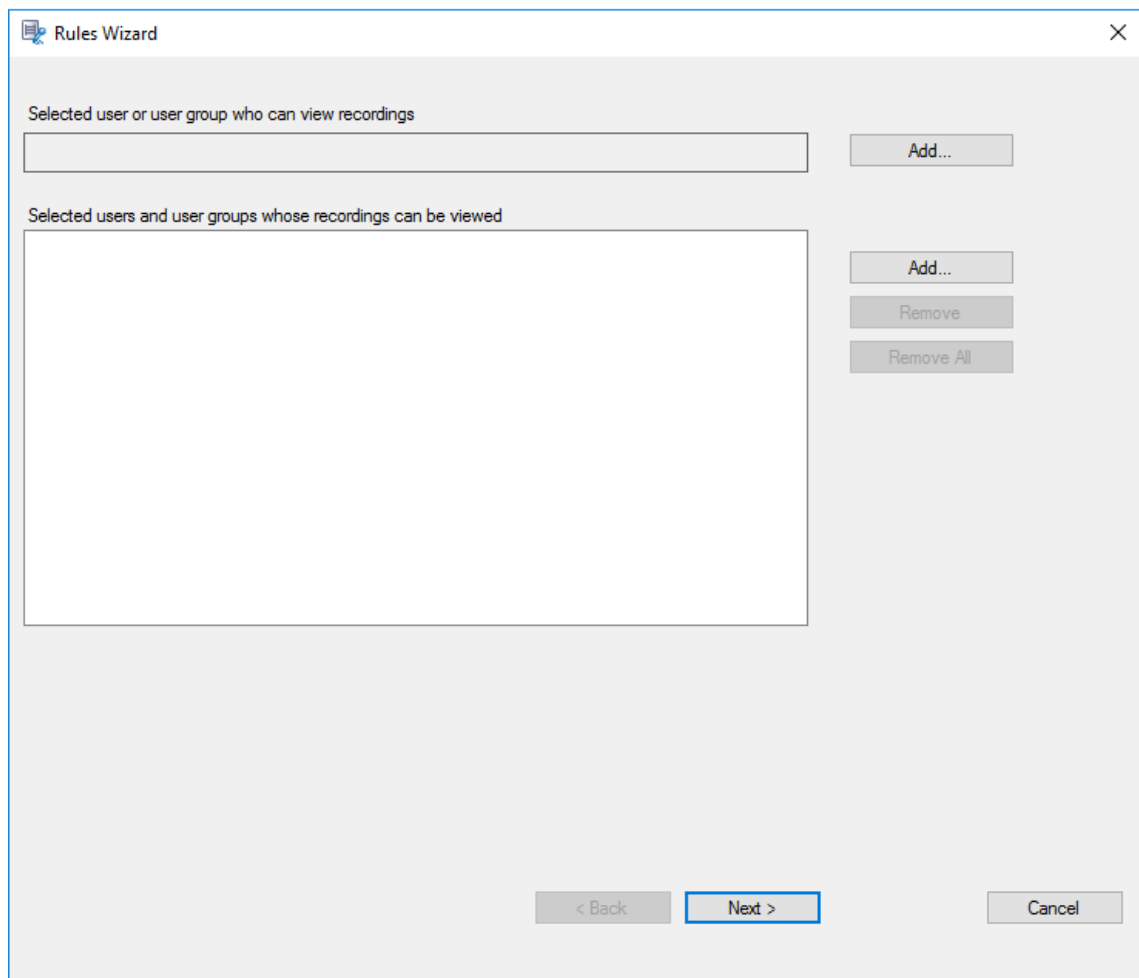 Rules Wizard
Selected user or user group who can view recordings
Add...
Selected users and user groups whose recordings can be viewed
Add...
Remove
Remove All
< Back
Next >
Cancel